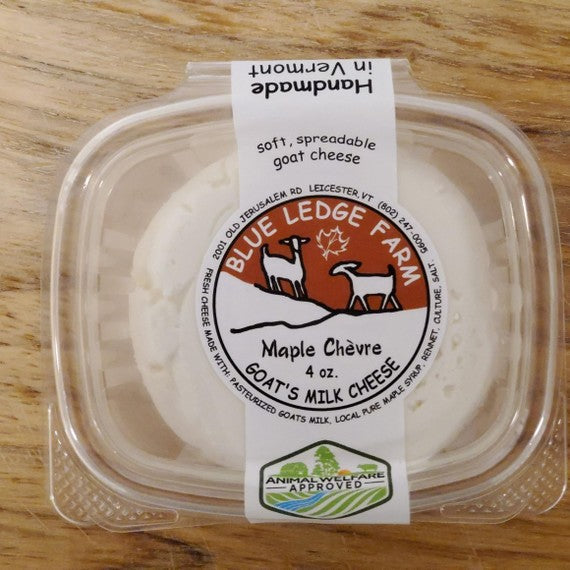 Handmade
in Vermont
soft, spreadable
goat cheese
2001 OLD JERUSALEM RD LEICESTER, VT (802) 247-0095
BLUE LEDGE FARM
Maple Chèvre
4 oz.
GOAT'S MILK CHEESE
FRESH CHEESE MADE WITH: PASTEURIZED GOATS MILK, LOCAL PURE MAPLE SYRUP, RENNET, CULTURE, SALT.
ANIMAL WELFARE
APPROVED